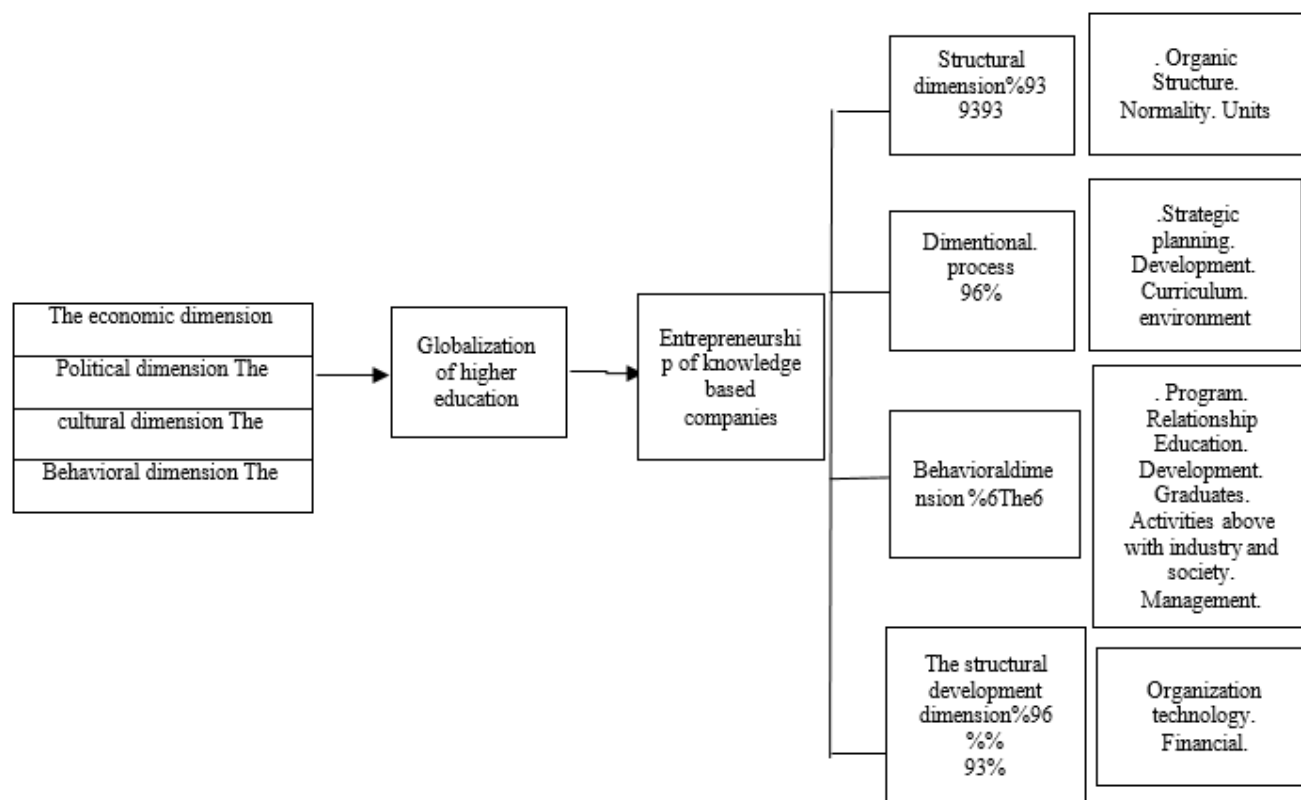 The economic dimension
Political dimension The
cultural dimension The
Behavioral dimension The
Globalization
of higher
education
Entrepreneurshi
p of knowledge
based
companies
Structural
dimension%93
9393
. Organic
Structure.
Normality. Units
Dimentional.
process
96%
.Strategic
planning.
Development.
Curriculum.
environment
Behavioraldime
nsion %6The6
. Program.
Relationship
Education.
Development.
Graduates.
Activities above
with industry and
society.
Management.
The structural
development
dimension%96
%%
93%
Organization
technology.
Financial.